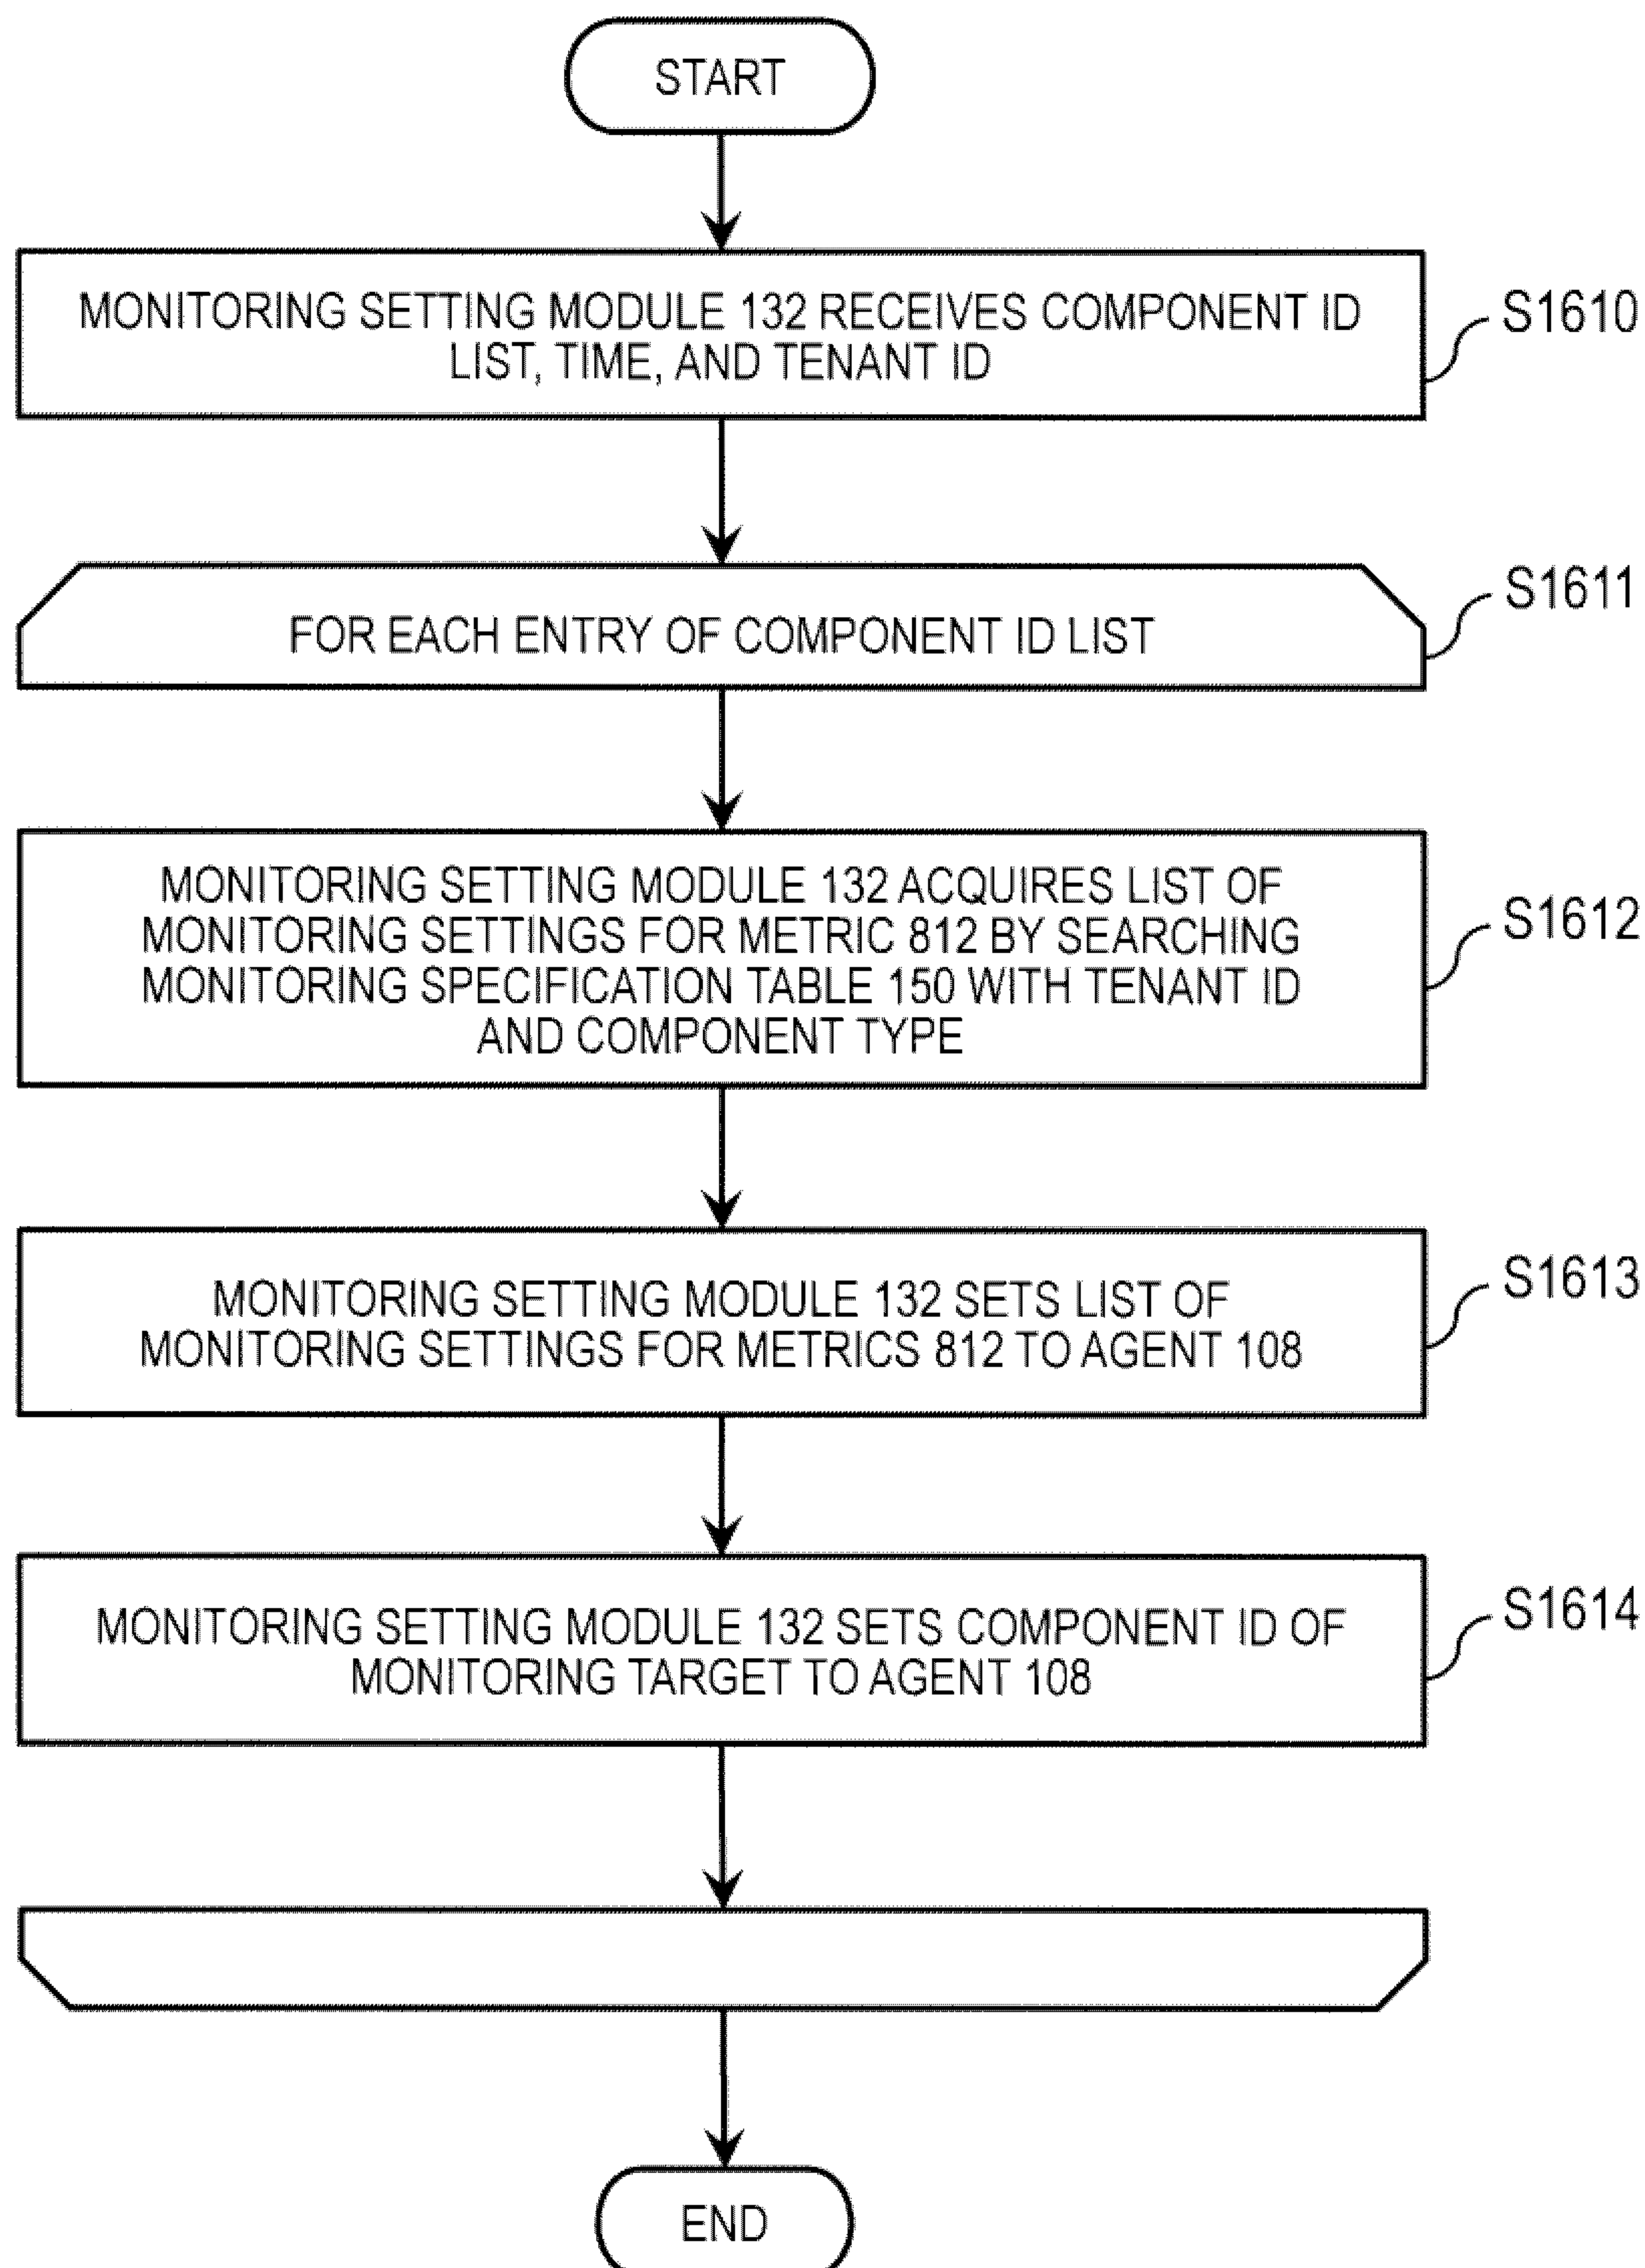 START
MONITORING SETTING MODULE 132 RECEIVES COMPONENT ID
LIST, TIME, AND TENANT ID
S1610
FOR EACH ENTRY OF COMPONENT ID LIST
S1611
MONITORING SETTING MODULE 132 ACQUIRES LIST OF
MONITORING SETTINGS FOR METRIC 812 BY SEARCHING
MONITORING SPECIFICATION TABLE 150 WITH TENANT ID
AND COMPONENT TYPE
S1612
MONITORING SETTING MODULE 132 SETS LIST OF
MONITORING SETTINGS FOR METRICS 812 TO AGENT 108
S1613
MONITORING SETTING MODULE 132 SETS COMPONENT ID OF
MONITORING TARGET TO AGENT 108
S1614
END